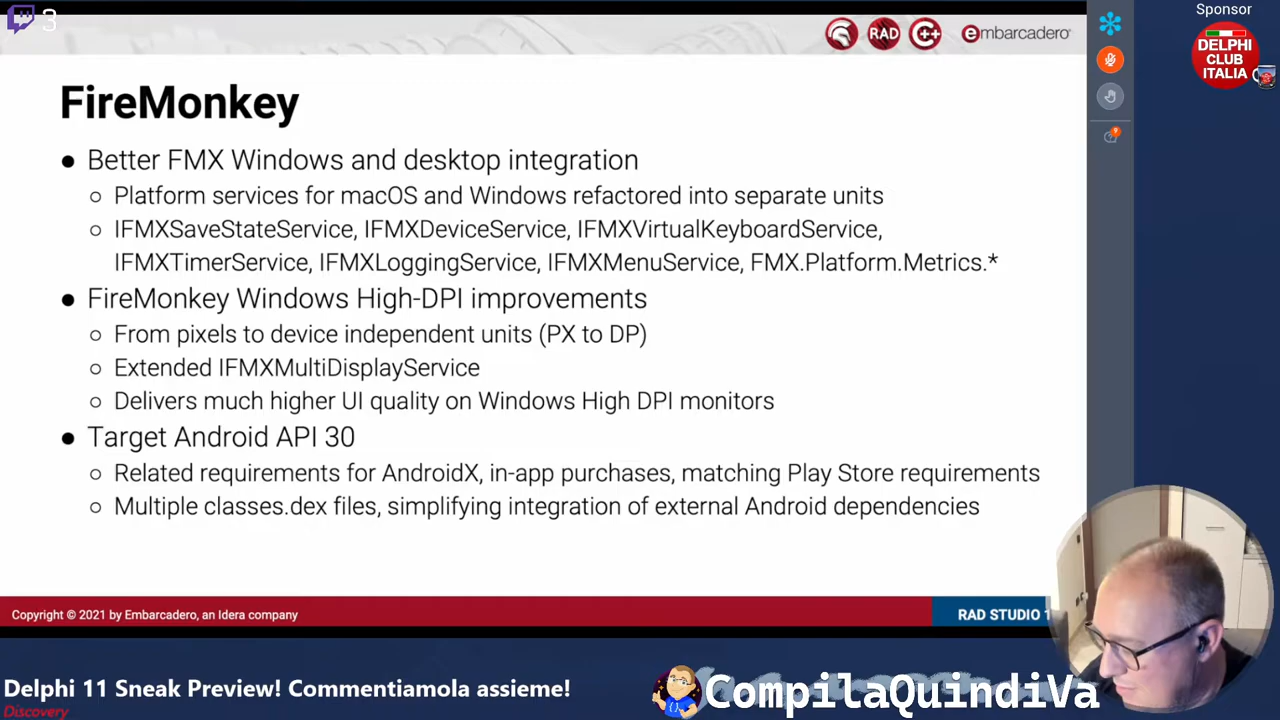 3
RAD
C++
embarcadero
Sponsor
DELPHI
CLUB
ITALIA
FireMonkey
● Better FMX Windows and desktop integration
○ Platform services for macOS and Windows refactored into separate units
○ IFMXSaveStateService, IFMXDeviceService, IFMXVirtualKeyboardService,
IFMXTimerService, IFMXLoggingService, IFMXMenuService, FMX.Platform.Metrics.*
● FireMonkey Windows High-DPI improvements
○ From pixels to device independent units (PX to DP)
○ Extended IFMXMultiDisplayService
○ Delivers much higher UI quality on Windows High DPI monitors
● Target Android API 30
○ Related requirements for AndroidX, in-app purchases, matching Play Store requirements
○ Multiple classes.dex files, simplifying integration of external Android dependencies
Copyright © 2021 by Embarcadero, an Idera company
RAD STUDIO 1
Delphi 11 Sneak Preview! Commentiamola assieme!
Discovery
CompilaQuindiVa